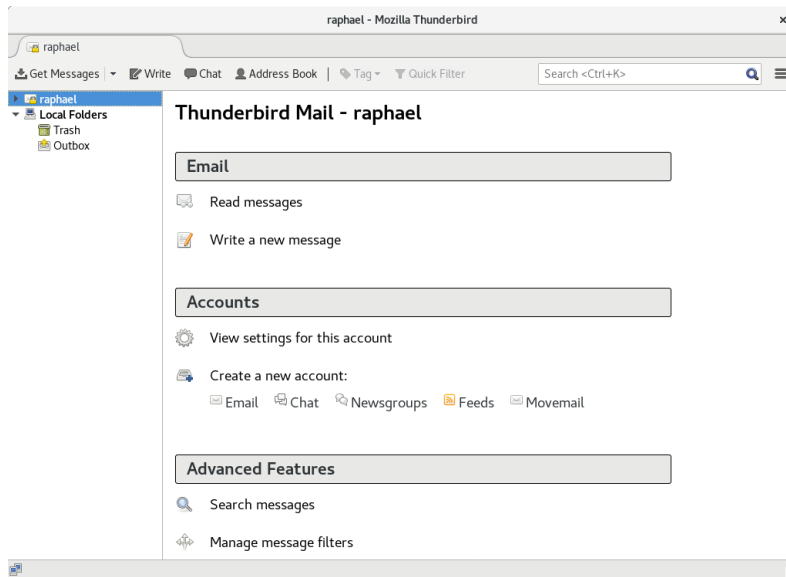 raphael - Mozilla Thunderbird
raphael
Get Messages Write Chat Address Book Tag Quick Filter Search <Ctrl+K>
raphael
Local Folders
Trash
Outbox
Thunderbird Mail - raphael
Email
Read messages
Write a new message
Accounts
View settings for this account
Create a new account:
Email Chat Newsgroups Feeds Movemail
Advanced Features
Search messages
Manage message filters